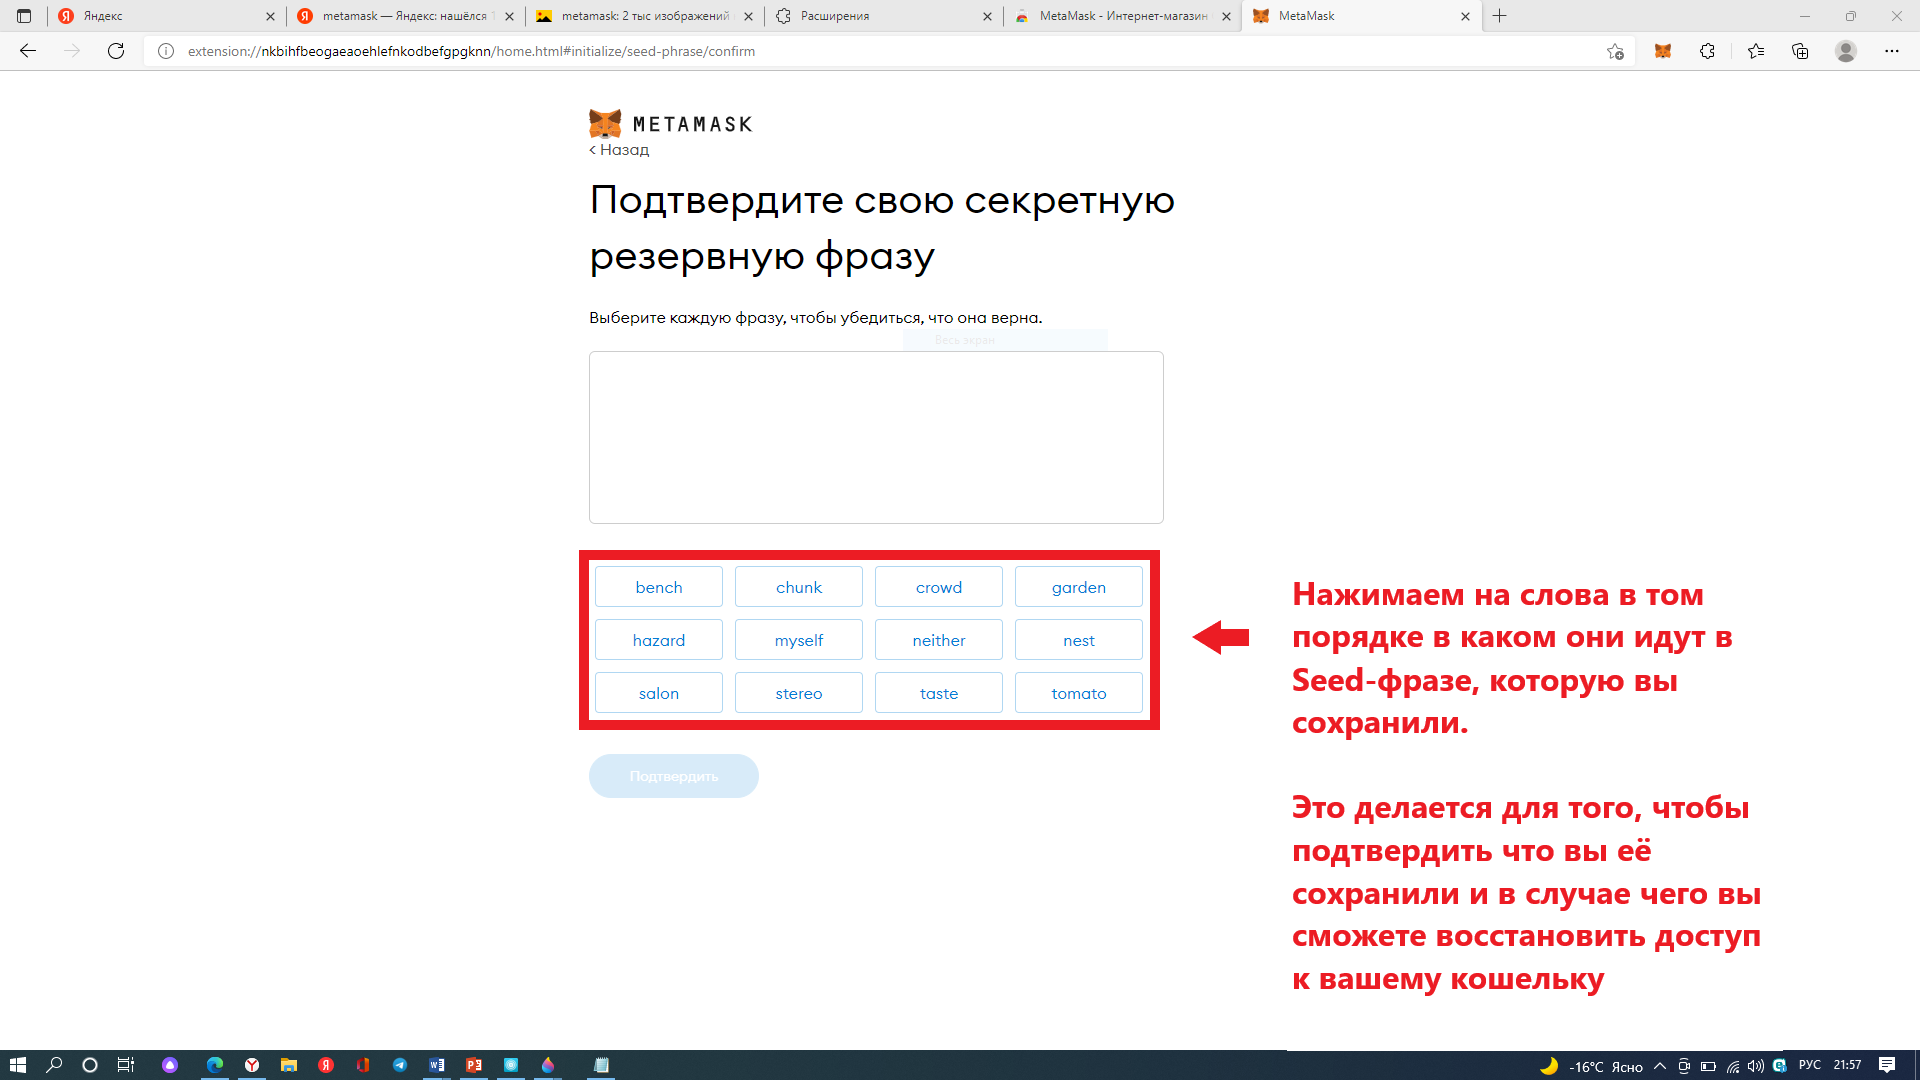 Яндекс
metamask — Яндекс: нашёлся 1
metamask: 2 тыс изображений
Расширения
MetaMask - Интернет-магазин
MetaMask
extension://nkbihfbeogaeaoehlefnkodbefgpgknn/home.html#initialize/seed-phrase/confirm
METAMASK
< Назад
Подтвердите свою секретную
резервную фразу
Выберите каждую фразу, чтобы убедиться, что она верна.
Весь экран
bench chunk crowd garden
hazard myself neither nest
salon stereo taste tomato
Подтвердить
Нажимаем на слова в том
порядке в каком они идут в
Seed-фразе, которую вы
сохранили.
Это делается для того, чтобы
подтвердить что вы её
сохранили и в случае чего вы
сможете восстановить доступ
к вашему кошельку
-16°C Ясно
РУС
21:57